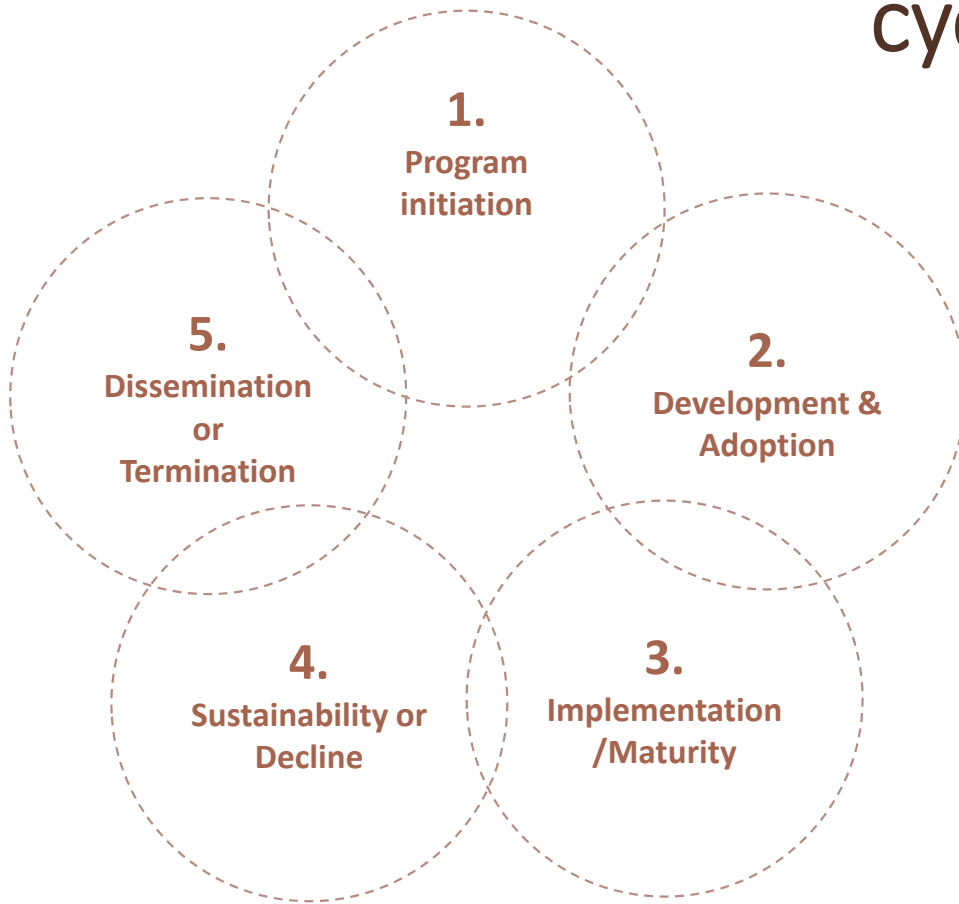 1.
Program
initiation
2.
Development &
Adoption
3.
Implementation
/Maturity
4.
Sustainability or
Decline
5.
Dissemination
or
Termination